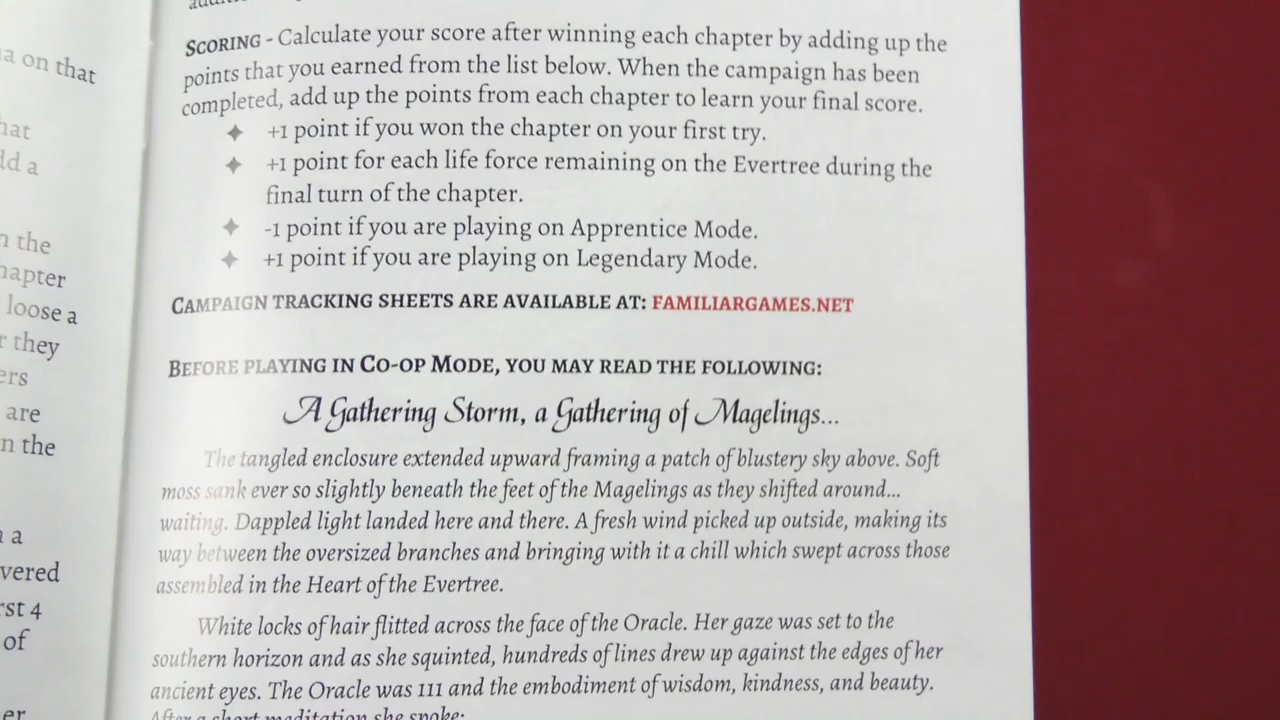 a on that
hat
ld a
n the
hapter
loose a
r they
ers
are
n the
a
vered
rst 4
of
er
SCORING - Calculate your score after winning each chapter by adding up the
points that you earned from the list below. When the campaign has been
completed, add up the points from each chapter to learn your final score.
✦ +1 point if you won the chapter on your first try.
✦ +1 point for each life force remaining on the Evertree during the
final turn of the chapter.
✦ -1 point if you are playing on Apprentice Mode.
✦ +1 point if you are playing on Legendary Mode.
CAMPAIGN TRACKING SHEETS ARE AVAILABLE AT: FAMILIARGAMES.NET
BEFORE PLAYING IN CO-OP MODE, YOU MAY READ THE FOLLOWING:
A Gathering Storm, a Gathering of Magelings...
The tangled enclosure extended upward framing a patch of blustery sky above. Soft
moss sank ever so slightly beneath the feet of the Magelings as they shifted around...
waiting. Dappled light landed here and there. A fresh wind picked up outside, making its
way between the oversized branches and bringing with it a chill which swept across those
assembled in the Heart of the Evertree.
White locks of hair flitted across the face of the Oracle. Her gaze was set to the
southern horizon and as she squinted, hundreds of lines drew up against the edges of her
ancient eyes. The Oracle was 111 and the embodiment of wisdom, kindness, and beauty.
After a short meditation she spoke: